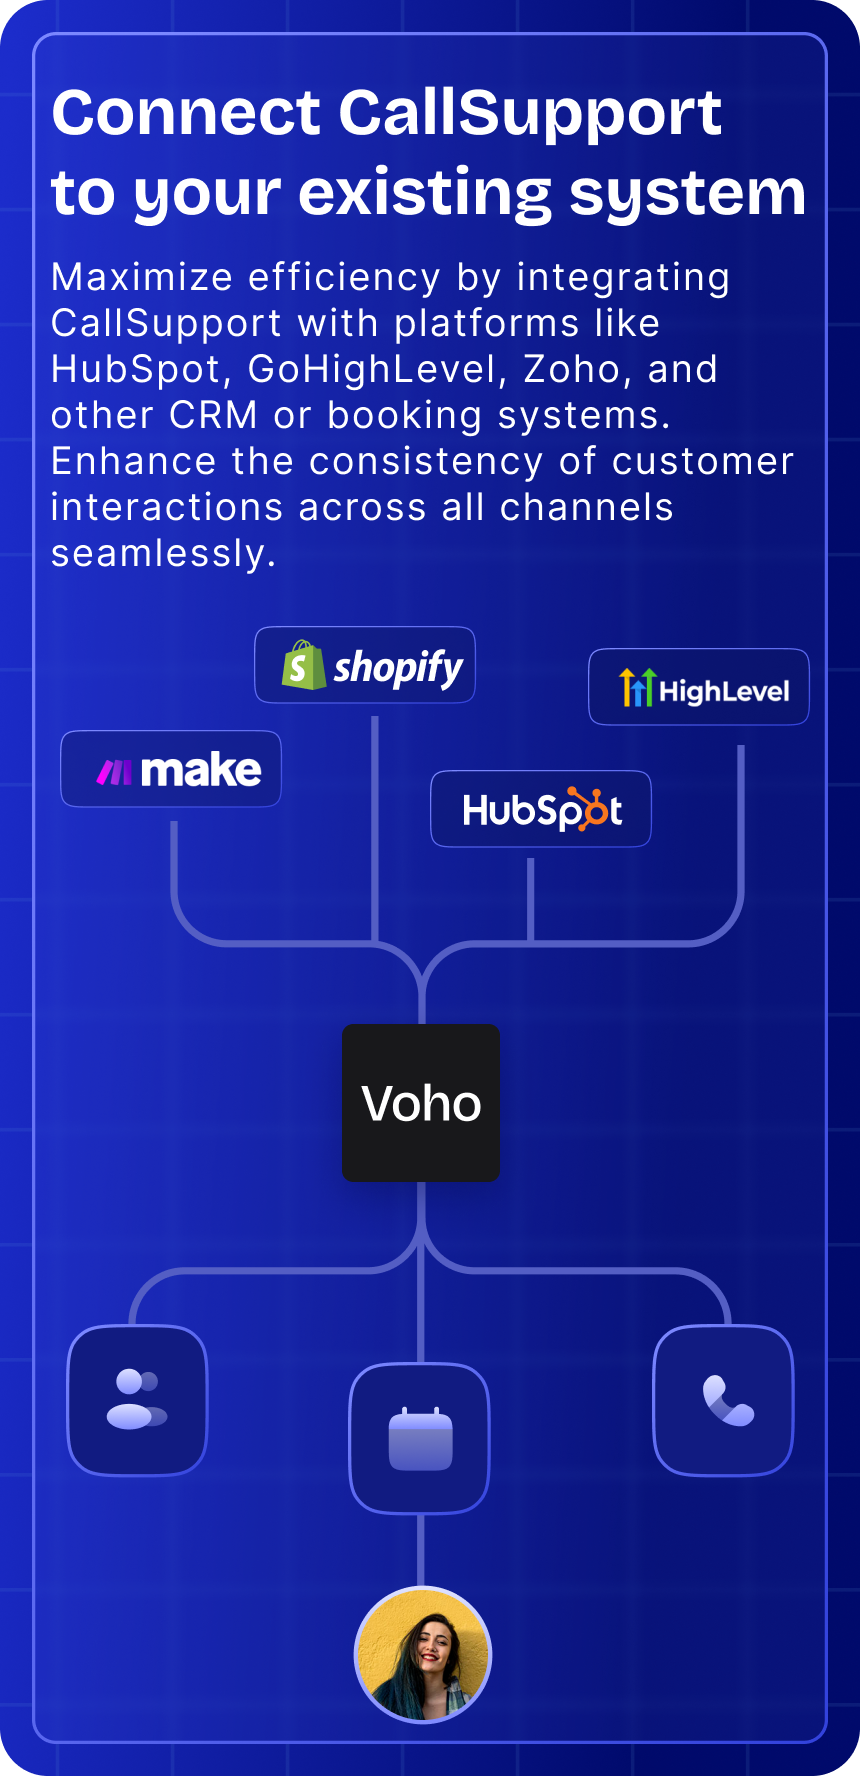 Connect CallSupport
to your existing system
Maximize efficiency by integrating
CallSupport with platforms like
HubSpot, GoHighLevel, Zoho, and
other CRM or booking systems.
Enhance the consistency of customer
interactions across all channels
seamlessly.
shopify
HighLevel
make
HubSpot
Voho